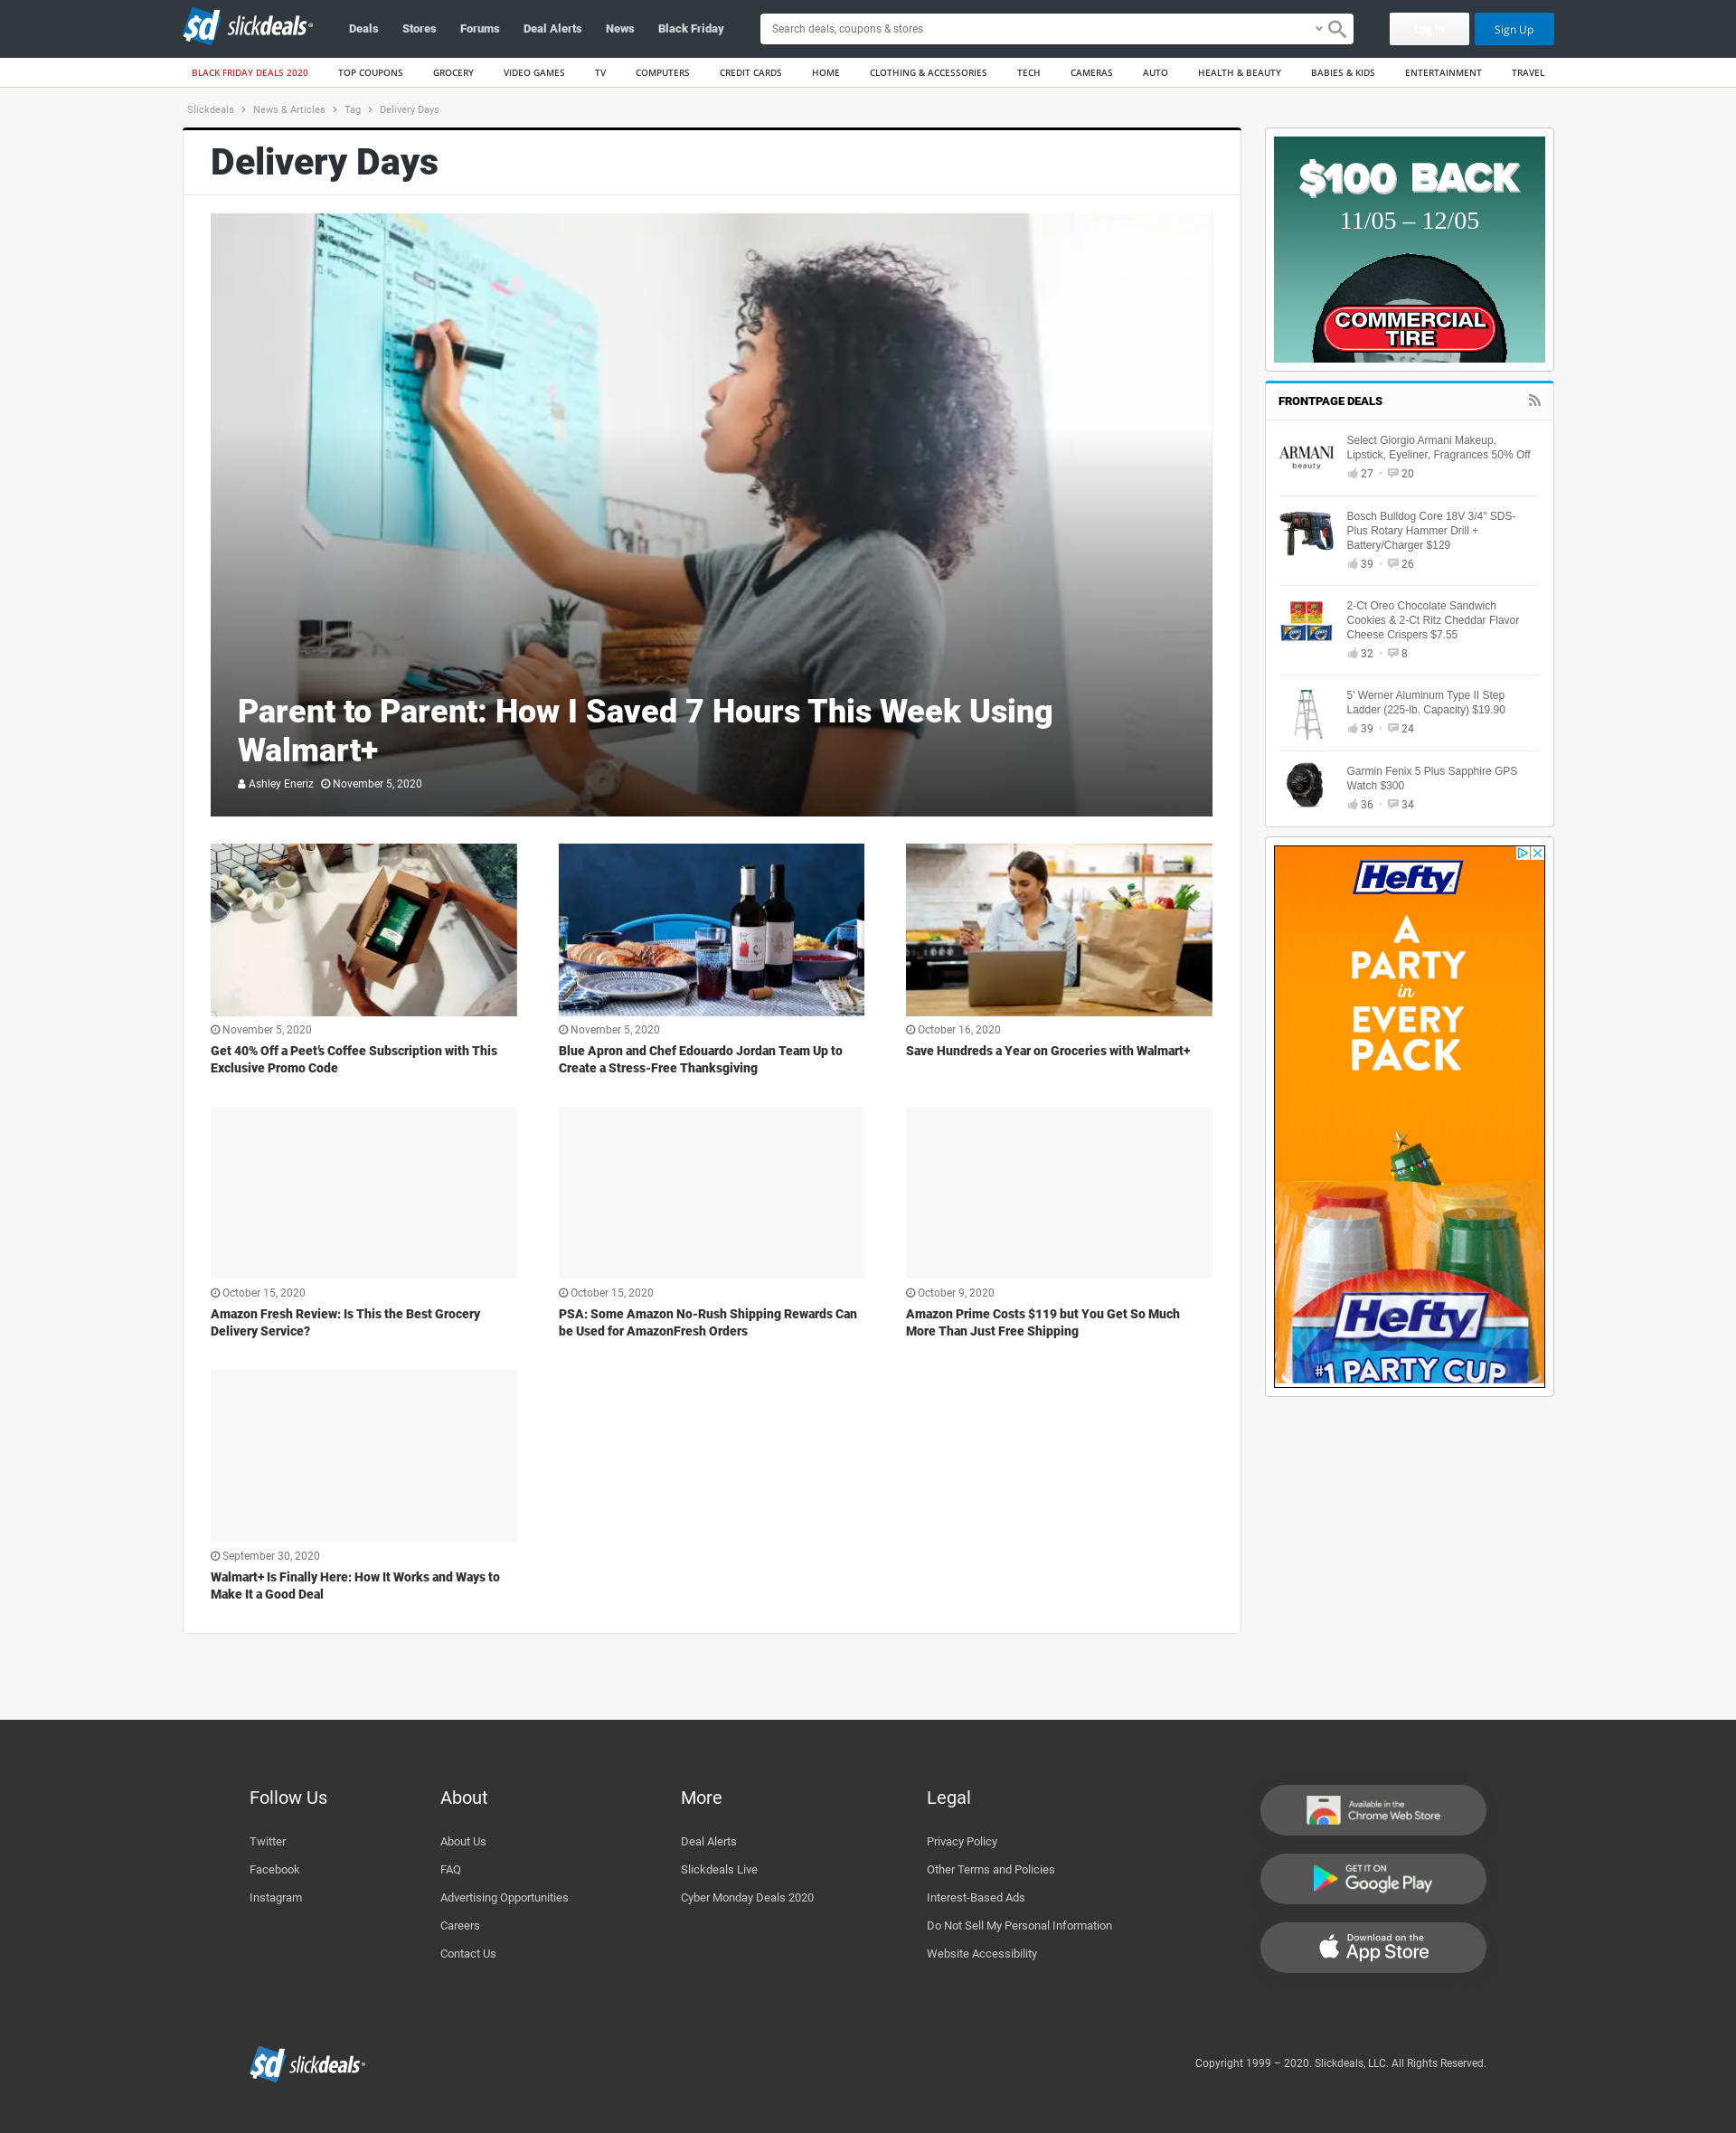 $d slickdeals®
Deals Stores Forums Deal Alerts News Black Friday
Search deals, coupons & stores
Log In
Sign Up
BLACK FRIDAY DEALS 2020 TOP COUPONS GROCERY VIDEO GAMES TV COMPUTERS CREDIT CARDS HOME CLOTHING & ACCESSORIES TECH CAMERAS AUTO HEALTH & BEAUTY BABIES & KIDS ENTERTAINMENT TRAVEL
Slickdeals › News & Articles › Tag › Delivery Days
Delivery Days
Parent to Parent: How I Saved 7 Hours This Week Using
Walmart+
Ashley Eneriz November 5, 2020
November 5, 2020
Get 40% Off a Peet's Coffee Subscription with This
Exclusive Promo Code
November 5, 2020
Blue Apron and Chef Edouardo Jordan Team Up to
Create a Stress-Free Thanksgiving
October 16, 2020
Save Hundreds a Year on Groceries with Walmart+
October 15, 2020
Amazon Fresh Review: Is This the Best Grocery
Delivery Service?
October 15, 2020
PSA: Some Amazon No-Rush Shipping Rewards Can
be Used for AmazonFresh Orders
October 9, 2020
Amazon Prime Costs $119 but You Get So Much
More Than Just Free Shipping
September 30, 2020
Walmart+ Is Finally Here: How It Works and Ways to
Make It a Good Deal
$100 BACK
11/05 – 12/05
COMMERCIAL
TIRE
FRONTPAGE DEALS
ARMANI
beauty
Select Giorgio Armani Makeup,
Lipstick, Eyeliner, Fragrances 50% Off
27 · 20
Bosch Bulldog Core 18V 3/4" SDS-
Plus Rotary Hammer Drill +
Battery/Charger $129
39 · 26
2-Ct Oreo Chocolate Sandwich
Cookies & 2-Ct Ritz Cheddar Flavor
Cheese Crispers $7.55
32 · 8
5' Werner Aluminum Type II Step
Ladder (225-lb. Capacity) $19.90
39 · 24
Garmin Fenix 5 Plus Sapphire GPS
Watch $300
36 · 34
Hefty
A
PARTY
in
EVERY
PACK
Hefty
#1 PARTY CUP
Follow Us
Twitter
Facebook
Instagram
About
About Us
FAQ
Advertising Opportunities
Careers
Contact Us
More
Deal Alerts
Slickdeals Live
Cyber Monday Deals 2020
Legal
Privacy Policy
Other Terms and Policies
Interest-Based Ads
Do Not Sell My Personal Information
Website Accessibility
Available in the
Chrome Web Store
GET IT ON
Google Play
Download on the
App Store
$d slickdeals®
Copyright 1999 – 2020. Slickdeals, LLC. All Rights Reserved.